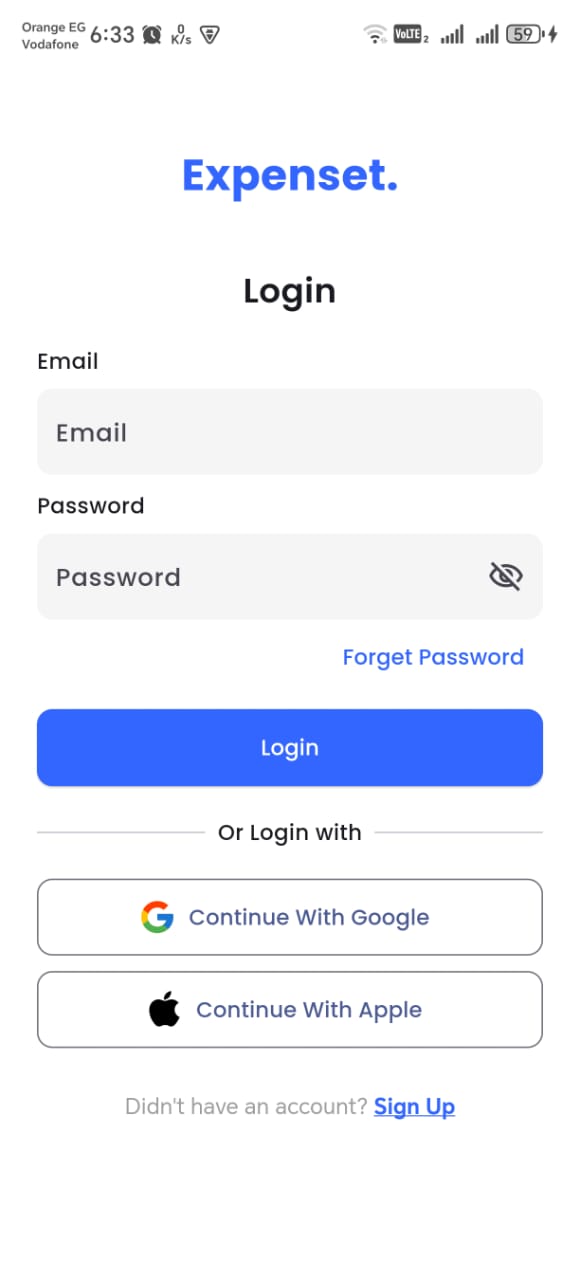 Orange EG
Vodafone
6:33
0
K/s
VoLTE 2
59
Expenset.
Login
Email
Email
Password
Password
Forget Password
Login
Or Login with
Continue With Google
Continue With Apple
Didn't have an account? Sign Up